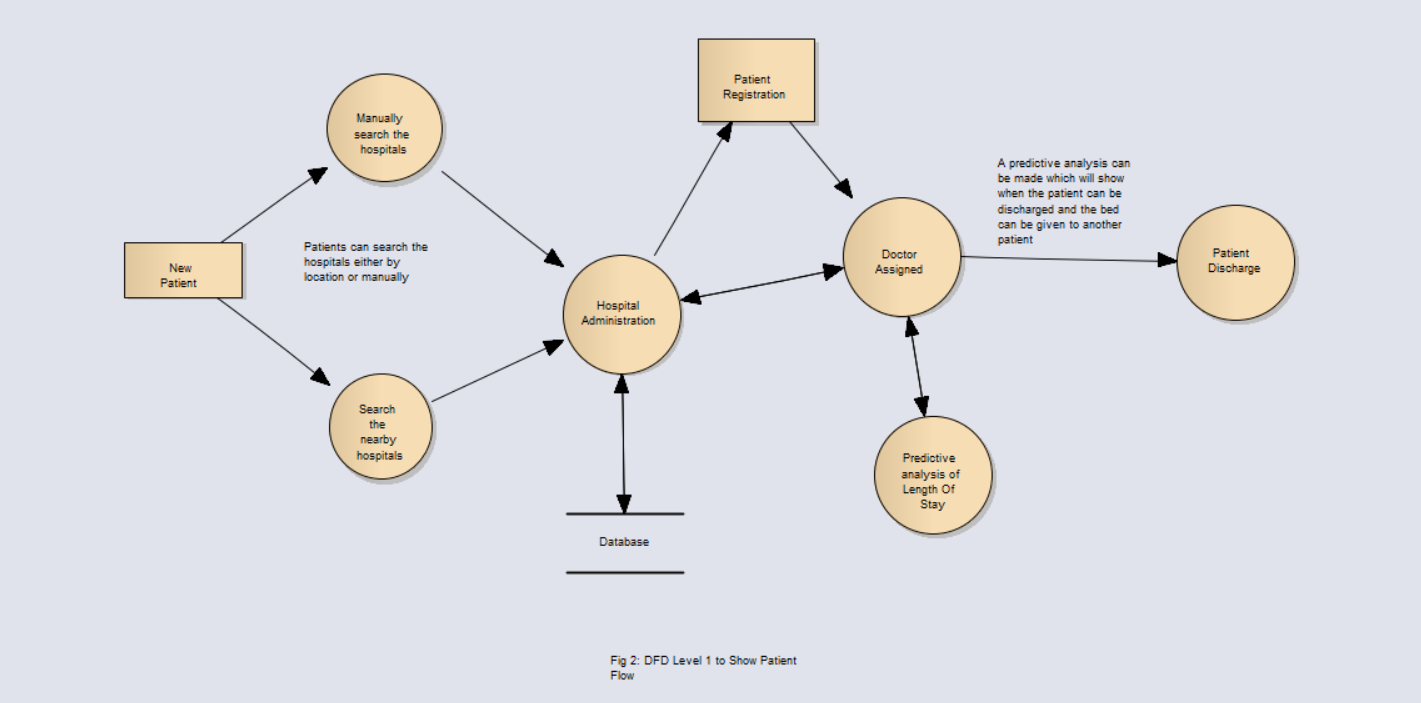 Patient
Registration
Manually
search the
hospitals
A predictive analysis can
be made which will show
when the patient can be
discharged and the bed
can be given to another
patient
Patients can search the
hospitals either by
location or manually
New
Patient
Doctor
Assigned
Patient
Discharge
Hospital
Administration
Search
the
nearby
hospitals
Predictive
analysis of
Length Of
Stay
Database
Fig 2: DFD Level 1 to Show Patient
Flow